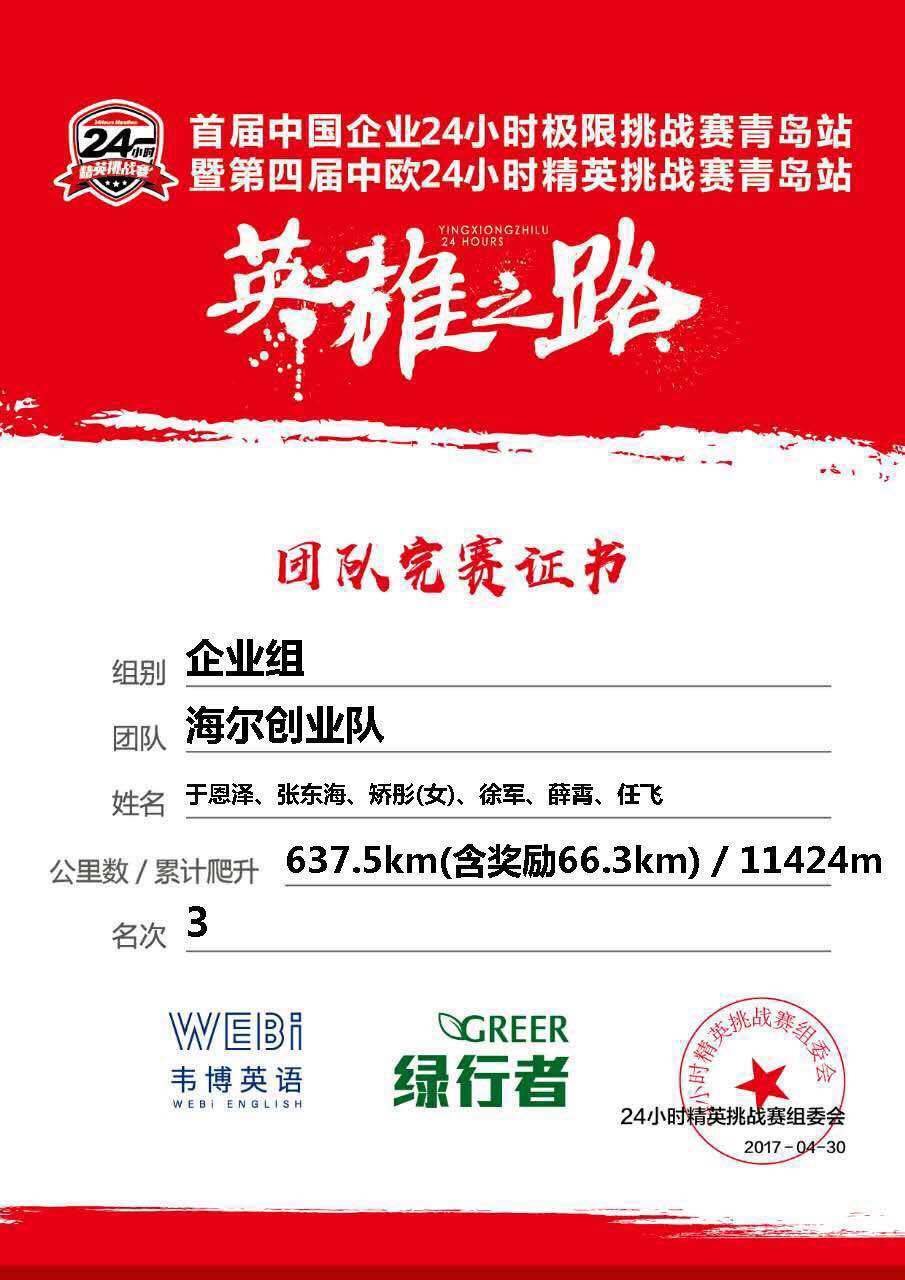 24Hours Marathon
24小时
精英挑战赛
首届中国企业24小时极限挑战赛青岛站
暨第四届中欧24小时精英挑战赛青岛站
YINGXIONGZHILU
24 HOURS
英雄之路
团队完赛证书
组别 企业组
团队 海尔创业队
姓名 于恩泽、张东海、矫彤(女)、徐军、薛霄、任飞
公里数 / 累计爬升 637.5km(含奖励66.3km) / 11424m
名次 3
WEBi
韦博英语
WEBi ENGLISH
GREER
绿行者
小时精英挑战赛组委会
24小时精英挑战赛组委会
2017-04-30